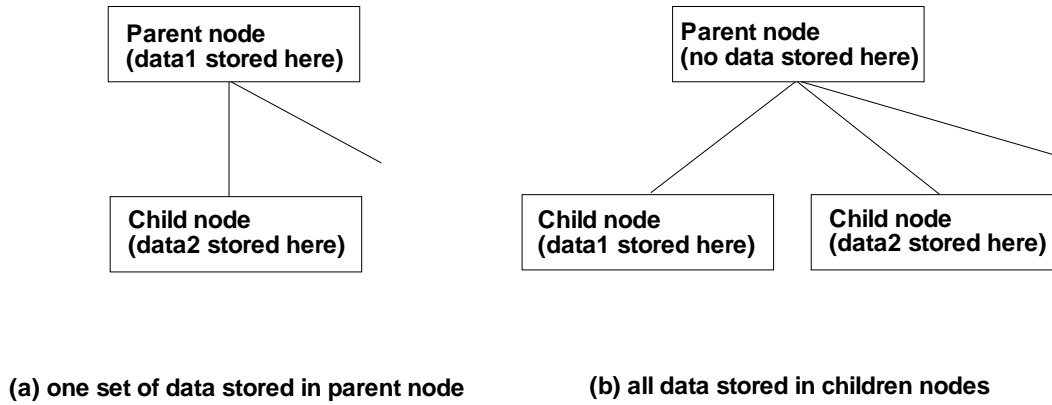 Parent node
(data1 stored here)
Child node
(data2 stored here)
(a) one set of data stored in parent node
Parent node
(no data stored here)
Child node
(data1 stored here)
Child node
(data2 stored here)
(b) all data stored in children nodes